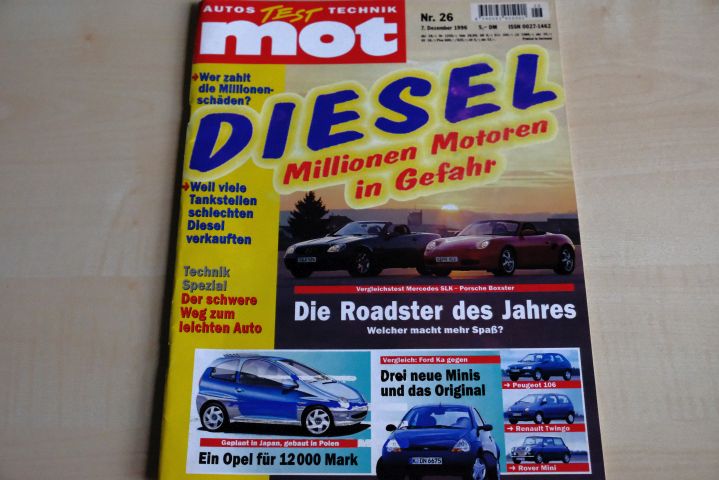 AUTOS TEST TECHNIK
mot
Nr. 26
7. Dezember 1996
5,– DM
ISSN 0027-1462
Wer zahlt
die Millionen-
schäden?
DIESEL
Millionen Motoren
in Gefahr
Weil viele
Tankstellen
schlechten
Diesel
verkauften
Technik
Spezial
Der schwere
Weg zum
leichten Auto
Vergleichstest Mercedes SLK – Porsche Boxster
Die Roadster des Jahres
Welcher macht mehr Spaß?
Geplant in Japan, gebaut in Polen
Ein Opel für 12000 Mark
Vergleich: Ford Ka gegen
Drei neue Minis
und das Original
K·DN 6675
Peugeot 106
Renault Twingo
Rover Mini